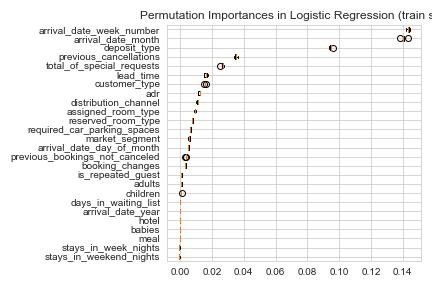 Permutation Importances in Logistic Regression (train s
arrival_date_week_number
arrival_date_month
deposit_type
previous_cancellations
total_of_special_requests
lead_time
customer_type
adr
distribution_channel
assigned_room_type
reserved_room_type
required_car_parking_spaces
market_segment
arrival_date_day_of_month
previous_bookings_not_canceled
booking_changes
is_repeated_guest
adults
children
days_in_waiting_list
arrival_date_year
hotel
babies
meal
stays_in_week_nights
stays_in_weekend_nights
0.00 0.02 0.04 0.06 0.08 0.10 0.12 0.14